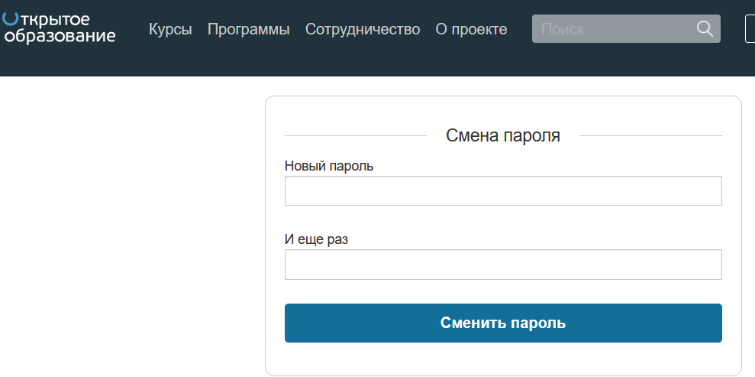 Открытое
образование
Курсы Программы Сотрудничество О проекте Поиск
Смена пароля
Новый пароль
И еще раз
Сменить пароль